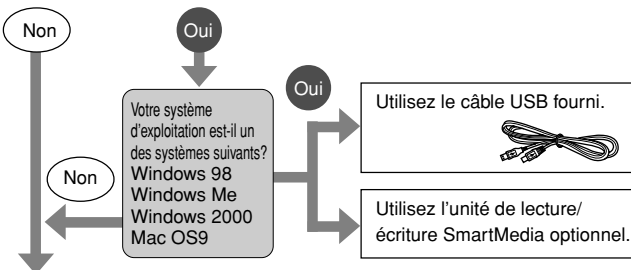 Non
Oui
Votre système
d'exploitation est-il un
des systèmes suivants?
Windows 98
Windows Me
Windows 2000
Mac OS9
Non
Oui
Utilisez le câble USB fourni.
Utilisez l'unité de lecture/
écriture SmartMedia optionnel.